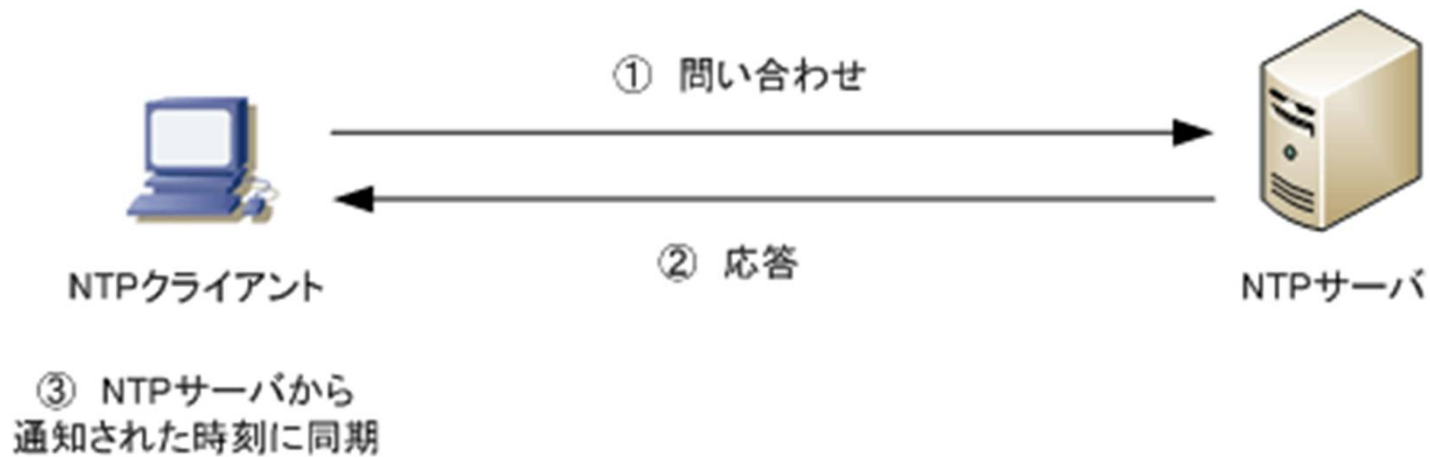 ① 問い合わせ
② 応答
NTPクライアント
NTPサーバ
③ NTPサーバから
通知された時刻に同期